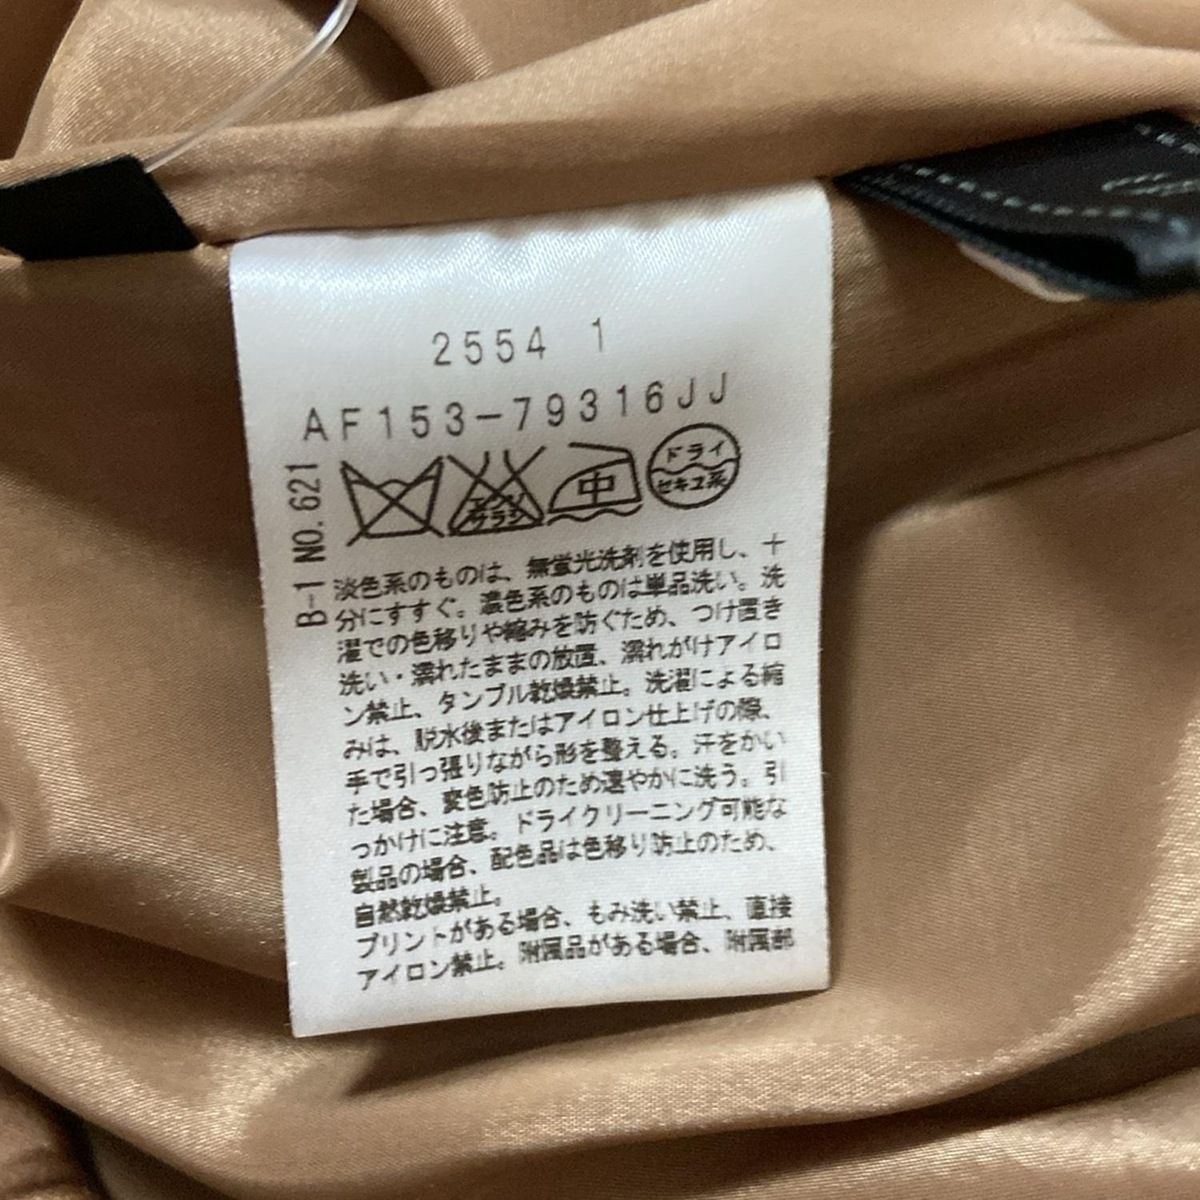 2554 1
AF153-79316JJ
エンソ
サラシ
中
ドライ
セキユ系
B-1 NO.621
淡色系のものは、無蛍光洗剤を使用し、十
分にすすぐ。濃色系のものは単品洗い。洗
濯での色移りや縮みを防ぐため、つけ置き
洗い・濡れたままの放置、濡れがけアイロ
ン禁止、タンブル乾燥禁止。洗濯による縮
みは、脱水後またはアイロン仕上げの際、
手で引っ張りながら形を整える。汗をかい
た場合、変色防止のため速やかに洗う。引
っかけに注意。ドライクリーニング可能な
製品の場合、配色品は色移り防止のため、
自然乾燥禁止。
プリントがある場合、もみ洗い禁止、直接
アイロン禁止。附属品がある場合、附属部